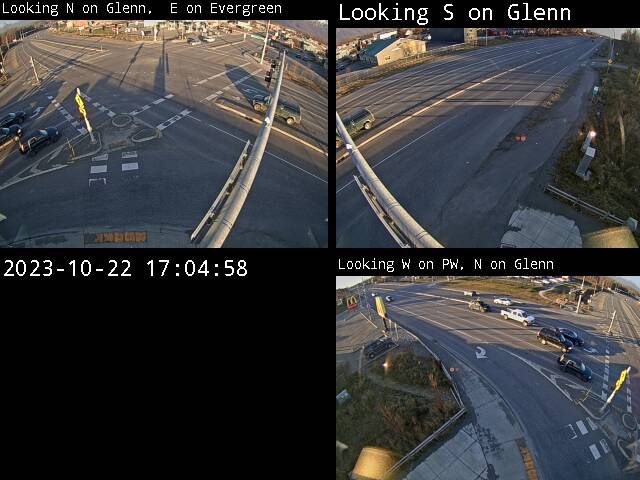 Looking N on Glenn,  E on Evergreen
Looking S on Glenn
2023-10-22 17:04:58
Looking W on PW, N on Glenn